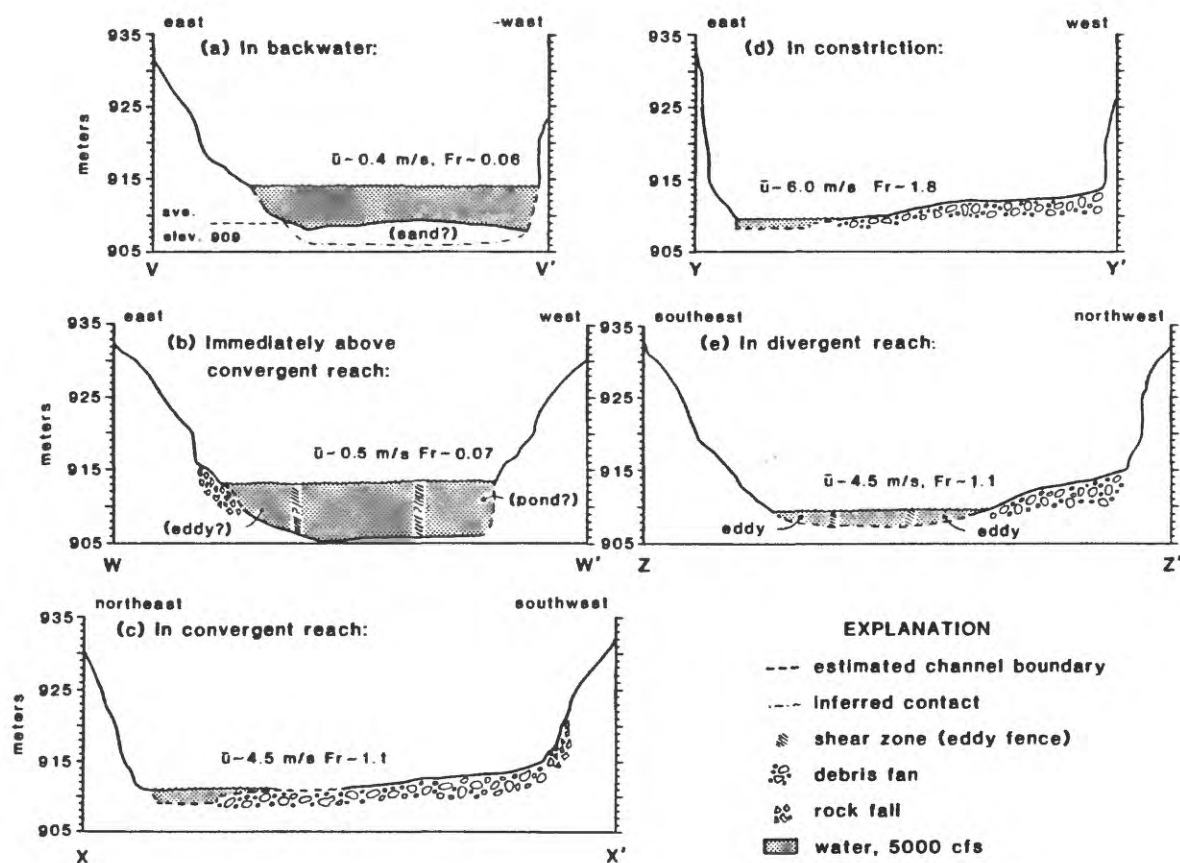 east
-wast
(a) In backwater:
935
925
915
905
meters
ū~0.4 m/s, Fr~0.06
ave.
elev. 909
(sand?)
V
V'
east
west
(d) In constriction:
935
925
915
905
ū~6.0 m/s Fr~1.8
Y
Y'
east
west
(b) Immediately above
convergent reach:
935
925
915
905
meters
ū~0.5 m/s Fr~0.07
(eddy?)
(pond?)
W
W'
southeast
northwest
(e) In divergent reach:
935
925
915
905
ū~4.5 m/s, Fr~1.1
eddy
eddy
Z
Z'
northeast
southwest
(c) In convergent reach:
935
925
915
905
meters
ū~4.5 m/s Fr~1.1
X
X'
EXPLANATION
estimated channel boundary
inferred contact
shear zone (eddy fence)
debris fan
rock fall
water, 5000 cfs